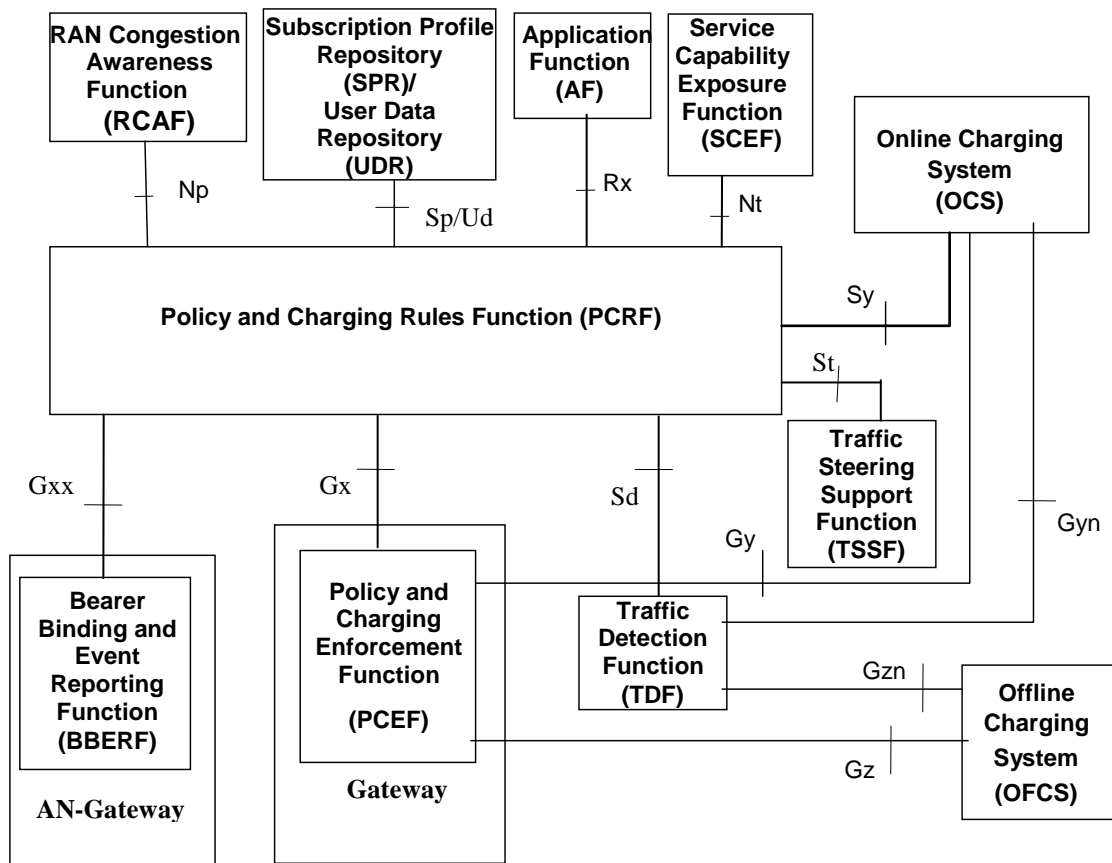 RAN Congestion
Awareness
Function
(RCAF)
Subscription Profile
Repository
(SPR)/
User Data
Repository
(UDR)
Application
Function
(AF)
Service
Capability
Exposure
Function
(SCEF)
Online Charging
System
(OCS)
Np
Sp/Ud
Rx
Nt
Policy and Charging Rules Function (PCRF)
Sy
St
Traffic
Steering
Support
Function
(TSSF)
Gxx
Gx
Sd
Gy
Gyn
Bearer
Binding and
Event
Reporting
Function
(BBERF)
AN-Gateway
Policy and
Charging
Enforcement
Function
(PCEF)
Gateway
Traffic
Detection
Function
(TDF)
Gzn
Gz
Offline
Charging
System
(OFCS)